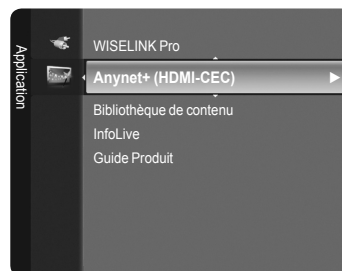 Application
WISELINK Pro
Anynet+ (HDMI-CEC)
Bibliothèque de contenu
InfoLive
Guide Produit